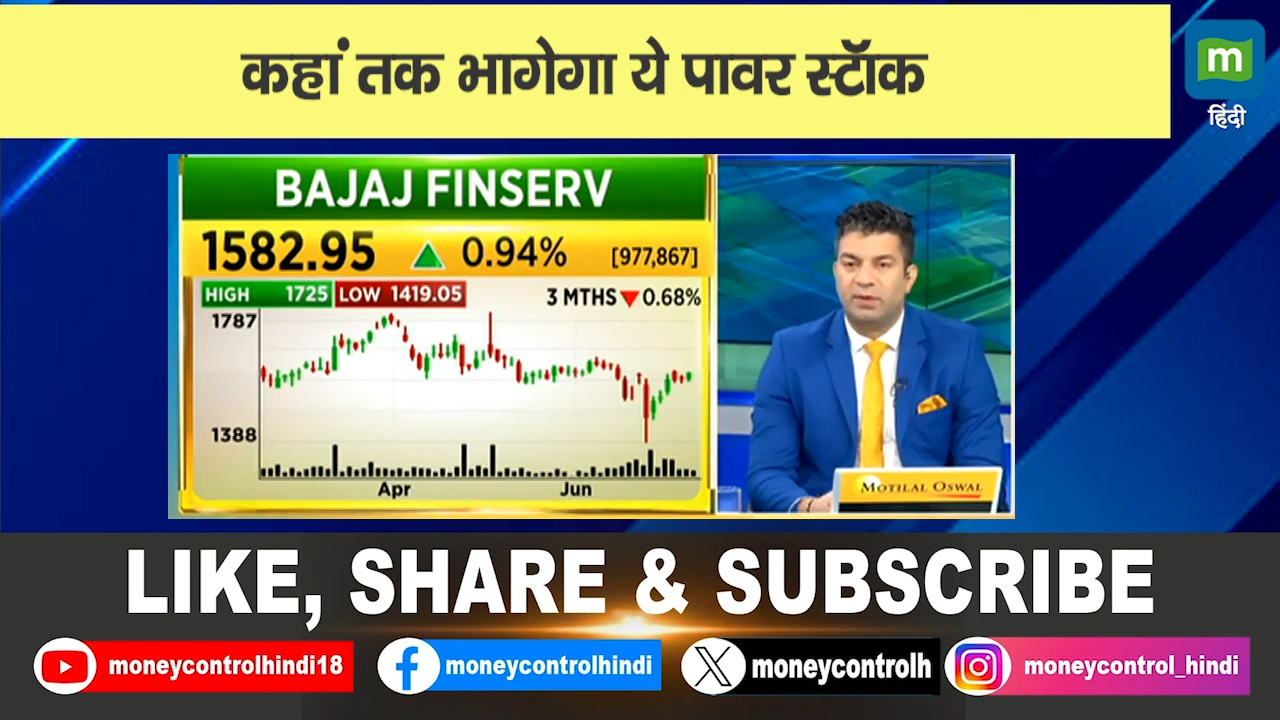 कहां तक भागेगा ये पावर स्टॉक
m
हिंदी
BAJAJ FINSERV
1582.95 ▲ 0.94% [977,867]
HIGH 1725 LOW 1419.05 3 MTHS ▼ 0.68%
1787
1388
Apr Jun
MOTILAL OSWAL
LIKE, SHARE & SUBSCRIBE
moneycontrolhindi18 moneycontrolhindi moneycontrolh moneycontrol_hindi